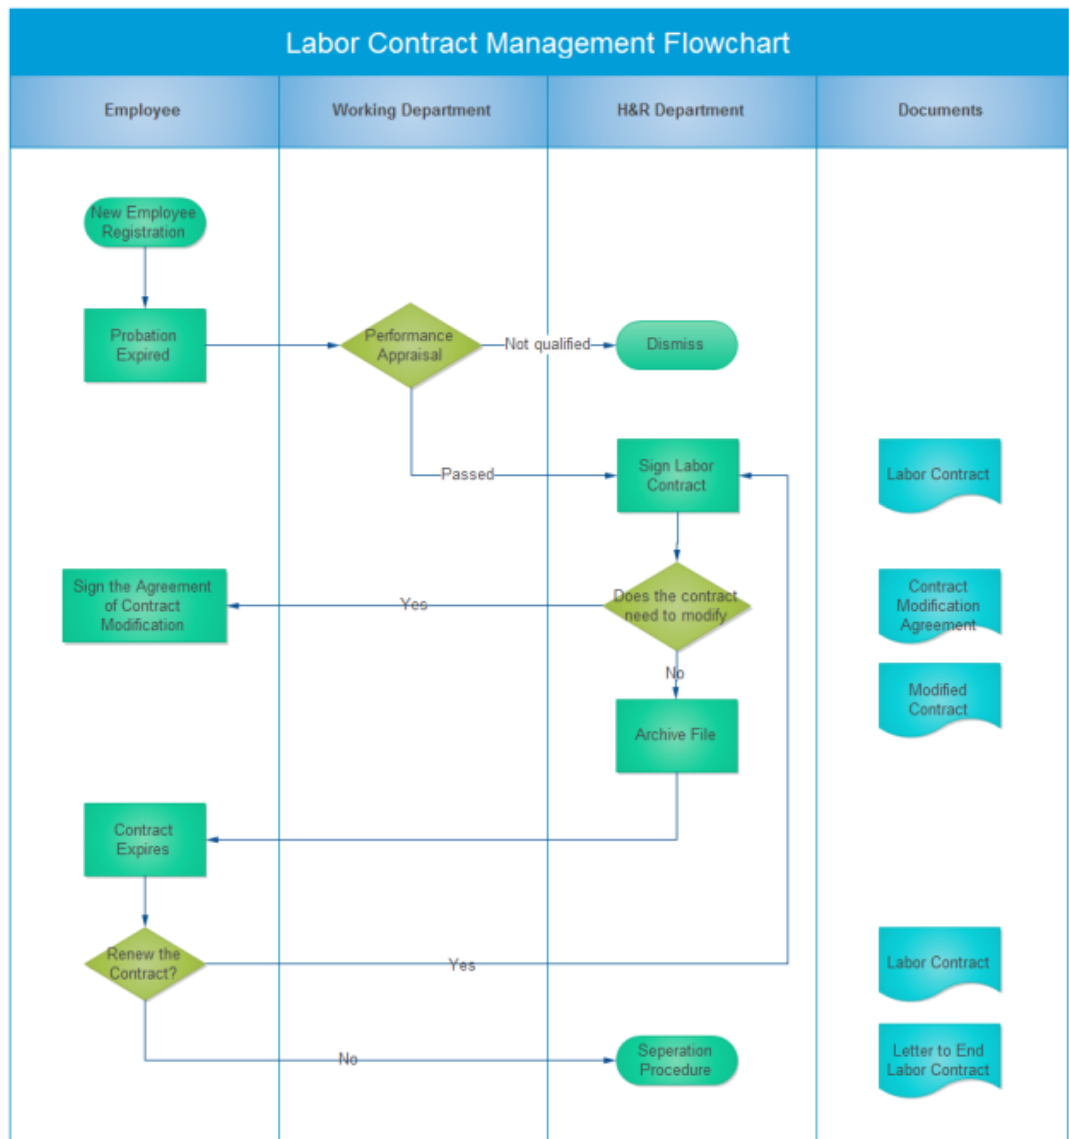 Labor Contract Management Flowchart
Employee
Working Department
H&R Department
Documents
New Employee
Registration
Probation
Expired
Performance
Appraisal
Not qualified
Dismiss
Passed
Sign Labor
Contract
Labor Contract
Sign the Agreement
of Contract
Modification
Yes
Does the contract
need to modify
Contract
Modification
Agreement
No
Modified
Contract
Archive File
Contract
Expires
Renew the
Contract?
Yes
Labor Contract
No
Seperation
Procedure
Letter to End
Labor Contract